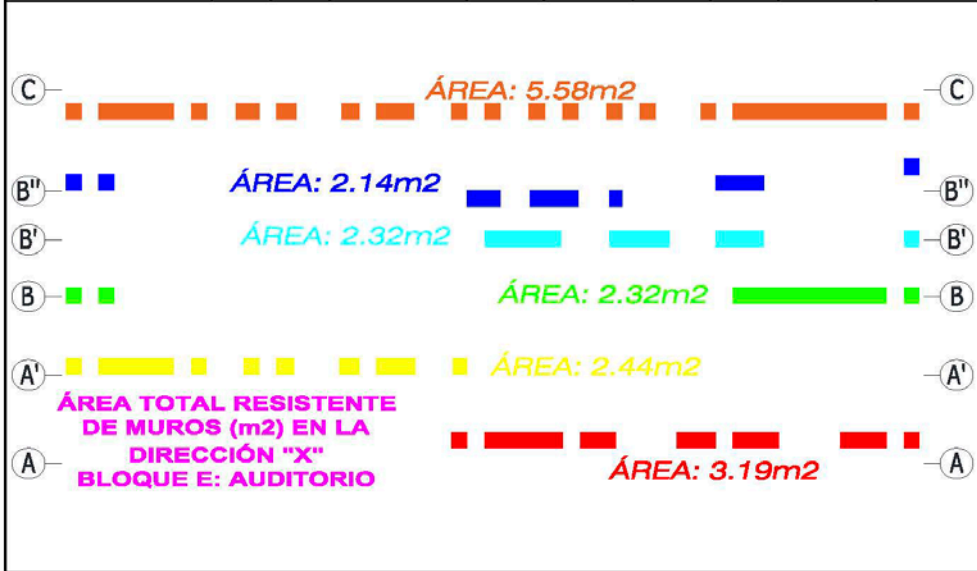 C ÁREA: 5.58m2 C
B" ÁREA: 2.14m2 B"
B' ÁREA: 2.32m2 B'
B ÁREA: 2.32m2 B
A' ÁREA: 2.44m2 A'
ÁREA TOTAL RESISTENTE
DE MUROS (m2) EN LA
DIRECCIÓN "X"
BLOQUE E: AUDITORIO
A ÁREA: 3.19m2 A